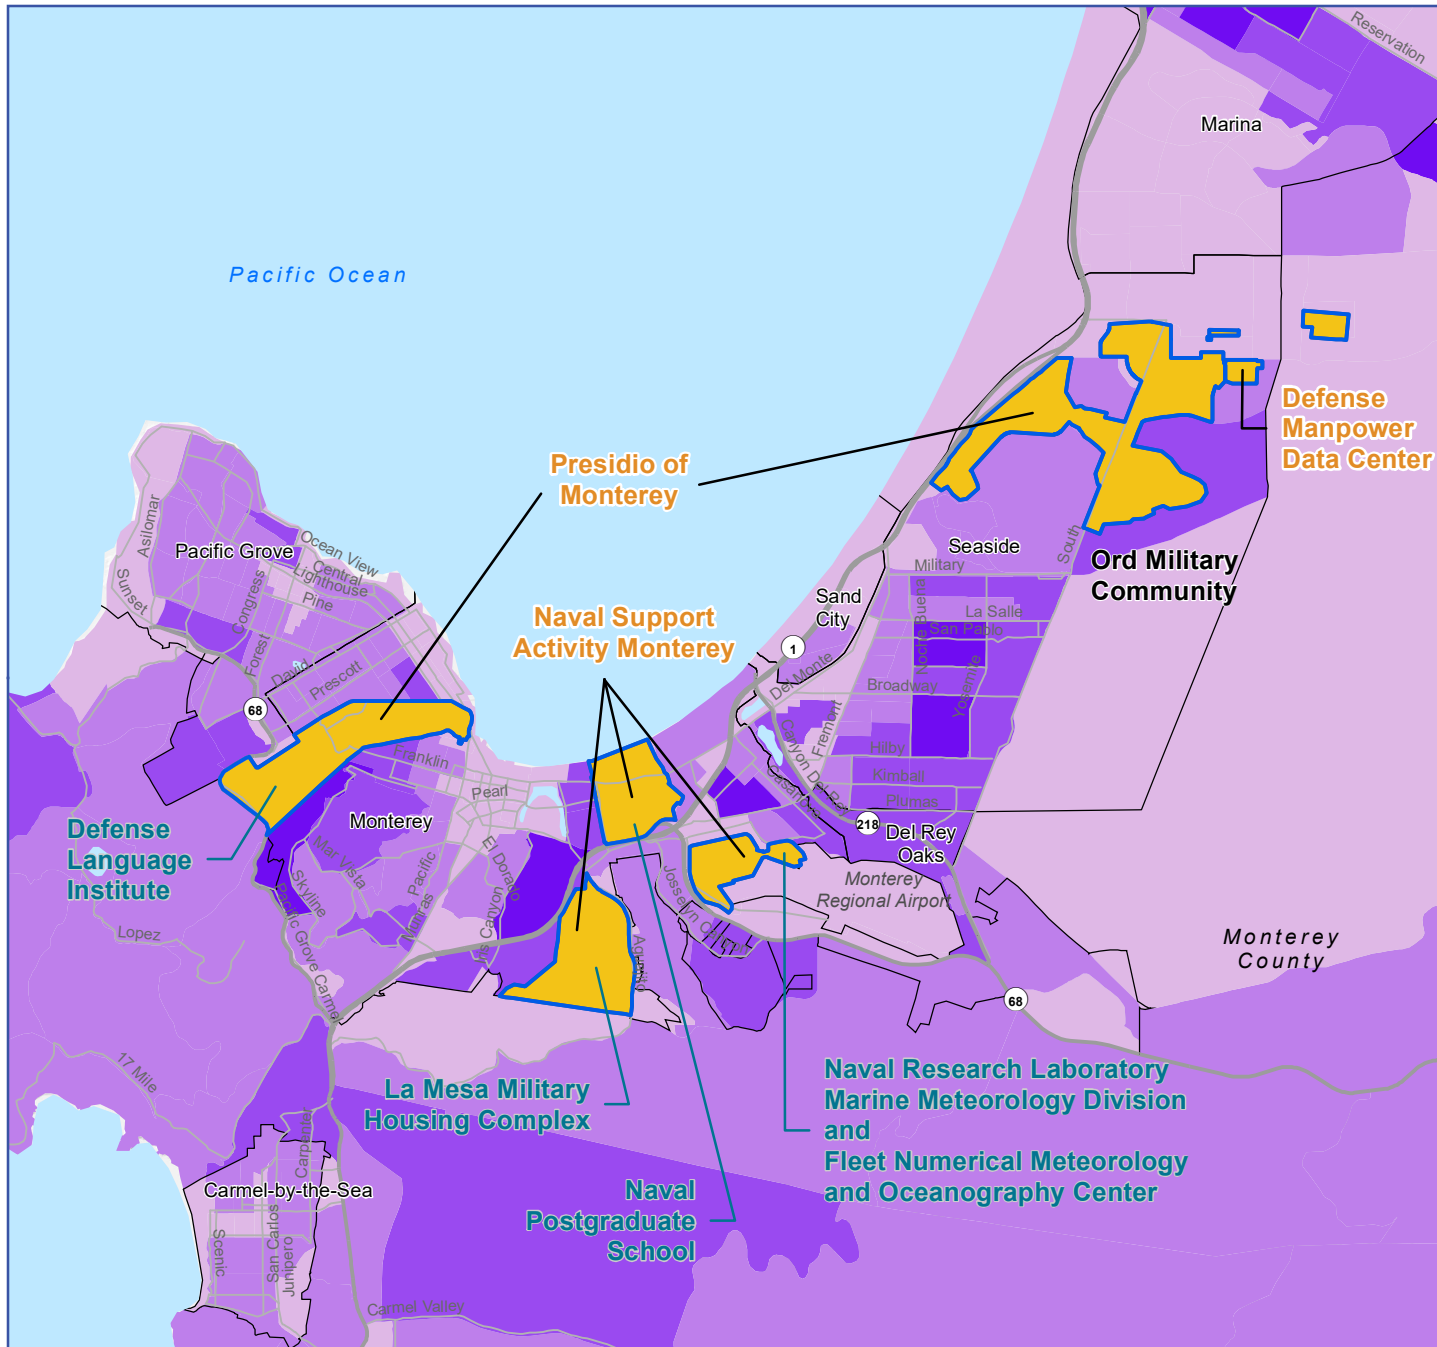 Reservation
Marina
Pacific Ocean
Defense
Manpower
Data Center
Presidio of
Monterey
Asilomar
Pacific Grove
Ocean View
Central
Lighthouse
Pine
Sunset
Congress
Forest
David
Prescott
68
Seaside
Military
South
Ord Military
Community
Sand
City
Noche Buena
La Salle
San Pablo
Naval Support
Activity Monterey
1
Del Monte
Broadway
Yosemite
Fremont
Canyon Del Rey
Hilby
Kimball
Plumas
Casanova
218
Del Rey
Oaks
Franklin
Pearl
Monterey
Defense
Language
Institute
Mar Vista
Skyline
Pacific
El Dorado
Iris Canyon
Josselyn Canyon
Aguajito
Monterey
Regional Airport
Lopez
Pacific Grove Carmel
Monterey
County
68
17 Mile
La Mesa Military
Housing Complex
Naval Research Laboratory
Marine Meteorology Division
and
Fleet Numerical Meteorology
and Oceanography Center
Carpenter
Carmel-by-the-Sea
Naval
Postgraduate
School
Scenic
San Carlos
Junipero
Carmel Valley